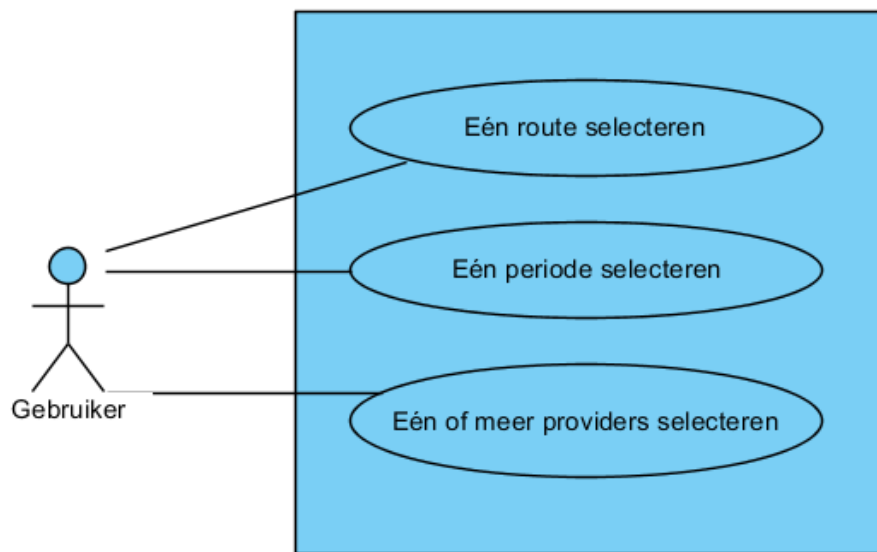 Eén route selecteren
Eén periode selecteren
Gebruiker
Eén of meer providers selecteren